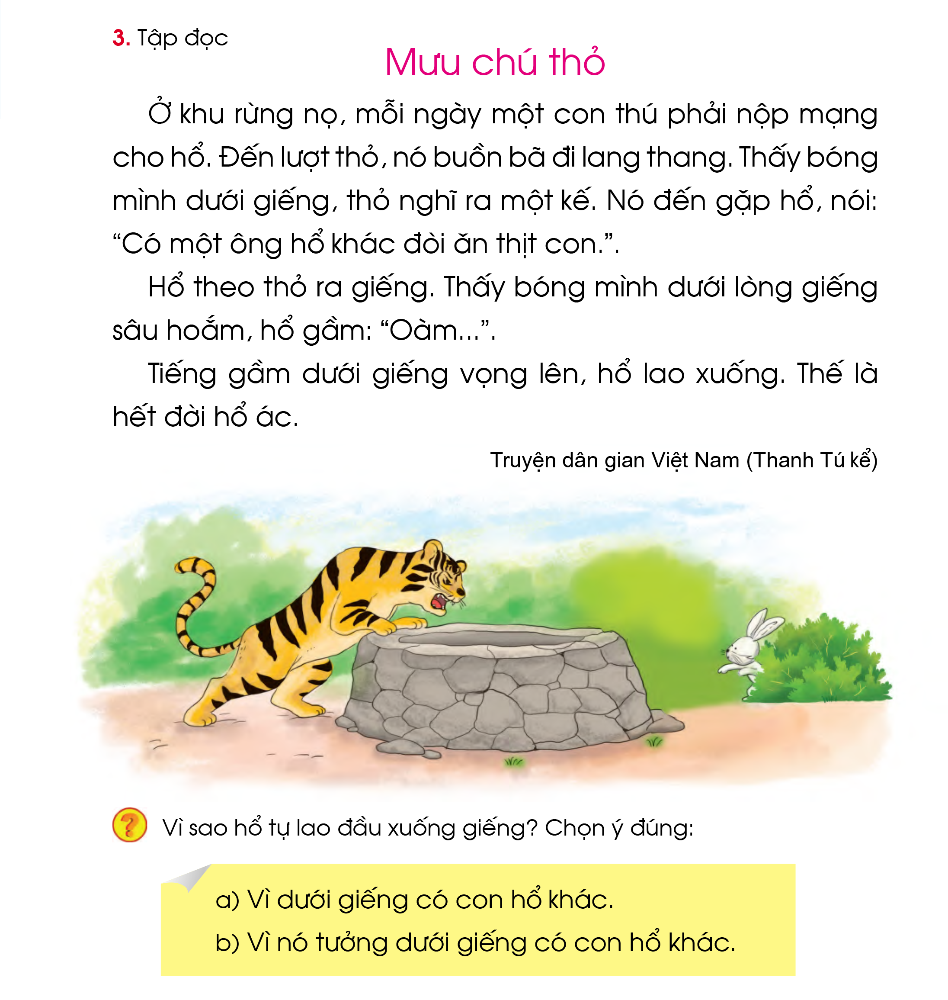 3. Tập đọc
Mưu chú thỏ
Ở khu rừng nọ, mỗi ngày một con thú phải nộp mạng
cho hổ. Đến lượt thỏ, nó buồn bã đi lang thang. Thấy bóng
mình dưới giếng, thỏ nghĩ ra một kế. Nó đến gặp hổ, nói:
“Có một ông hổ khác đòi ăn thịt con.”.
Hổ theo thỏ ra giếng. Thấy bóng mình dưới lòng giếng
sâu hoắm, hổ gầm: “Oàm...”.
Tiếng gầm dưới giếng vọng lên, hổ lao xuống. Thế là
hết đời hổ ác.
Truyện dân gian Việt Nam (Thanh Tú kể)
? Vì sao hổ tự lao đầu xuống giếng? Chọn ý đúng:
a) Vì dưới giếng có con hổ khác.
b) Vì nó tưởng dưới giếng có con hổ khác.